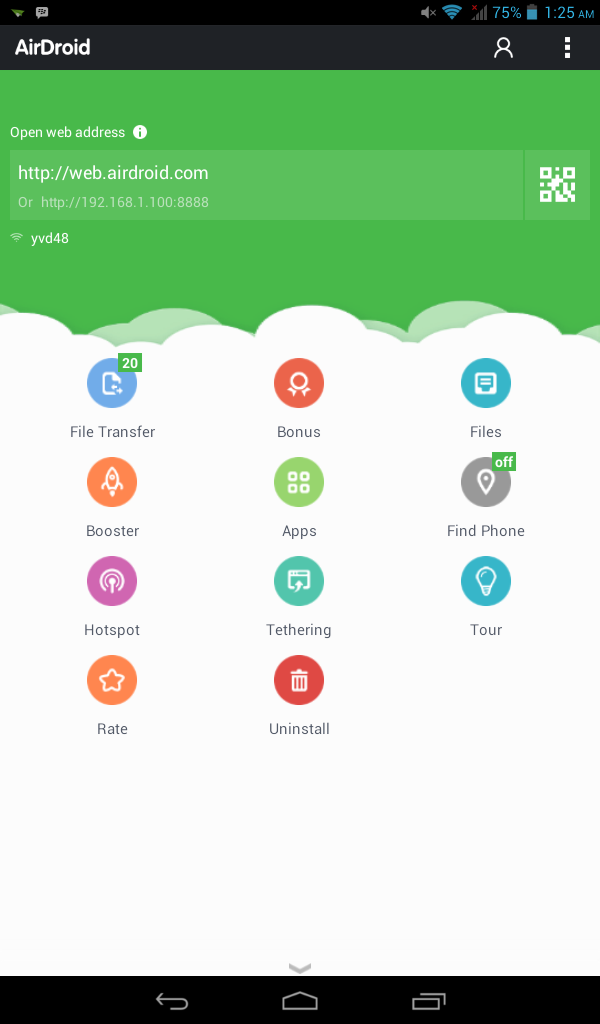 75% 1:25 AM
AirDroid
Open web address
http://web.airdroid.com
Or http://192.168.1.100:8888
yvd48
20
File Transfer Bonus Files
off
Booster Apps Find Phone
Hotspot Tethering Tour
Rate Uninstall